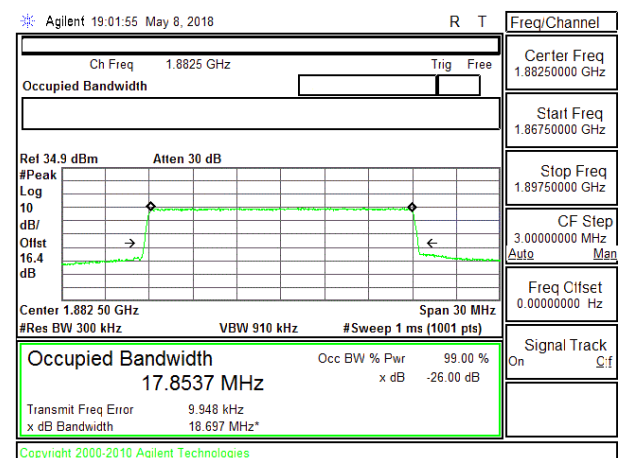 Agilent 19:01:55 May 8, 2018 R T
Freq/Channel
Ch Freq 1.8825 GHz Trig Free
Occupied Bandwidth
Center Freq
1.88250000 GHz
Start Freq
1.86750000 GHz
Stop Freq
1.89750000 GHz
CF Step
3.00000000 MHz
Auto Man
Freq Offset
0.00000000 Hz
Signal Track
On Off
Ref 34.9 dBm Atten 30 dB
#Peak
Log
10
dB/
Offst
16.4
dB
Center 1.882 50 GHz Span 30 MHz
#Res BW 300 kHz VBW 910 kHz #Sweep 1 ms (1001 pts)
Occupied Bandwidth
17.8537 MHz
Occ BW % Pwr 99.00 %
x dB -26.00 dB
Transmit Freq Error 9.948 kHz
x dB Bandwidth 18.697 MHz*
Copyright 2000-2010 Agilent Technologies